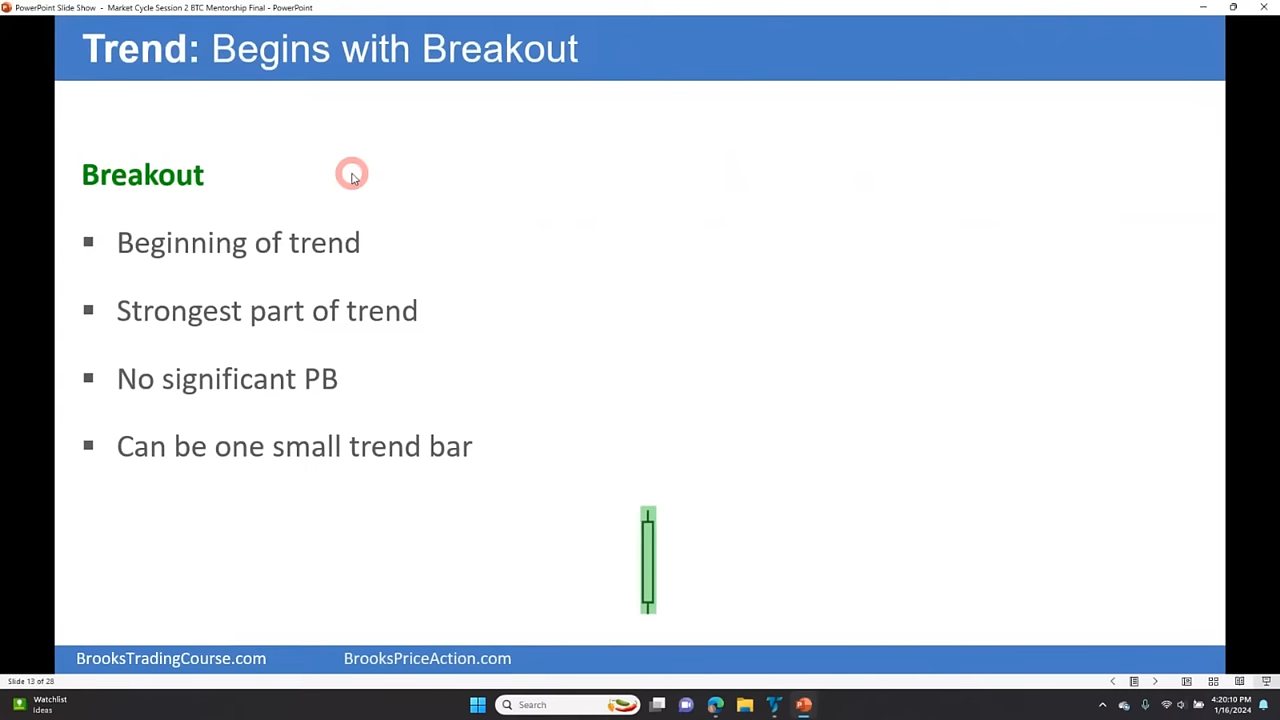 PowerPoint Slide Show - Market Cycle Session 2 BTC Mentorship Final - PowerPoint
Trend: Begins with Breakout
Breakout
Beginning of trend
Strongest part of trend
No significant PB
Can be one small trend bar
BrooksTradingCourse.com BrooksPriceAction.com
Slide 13 of 28
Watchlist
Ideas
Search
4:20:10 PM
1/16/2024